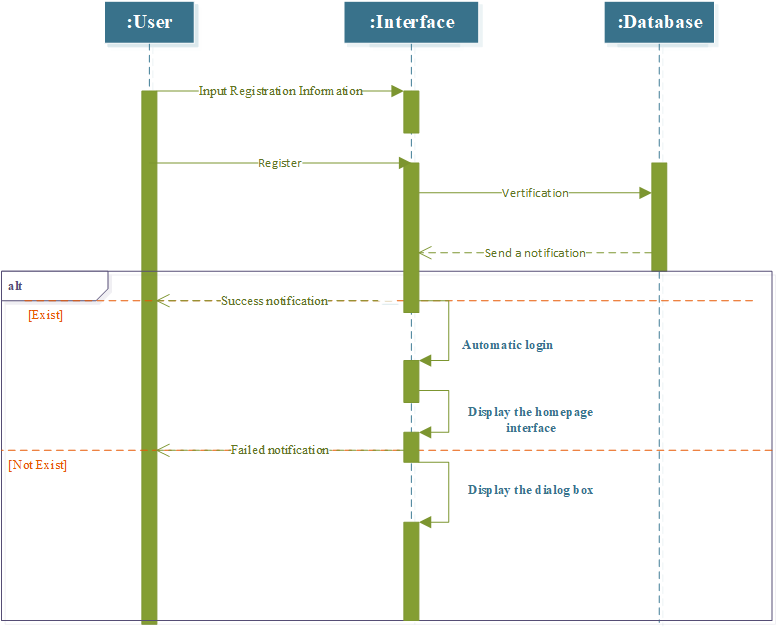 :User
:Interface
:Database
Input Registration Information
Register
Vertification
Send a notification
alt
Success notification
[Exist]
Automatic login
Display the homepage
interface
Failed notification
[Not Exist]
Display the dialog box